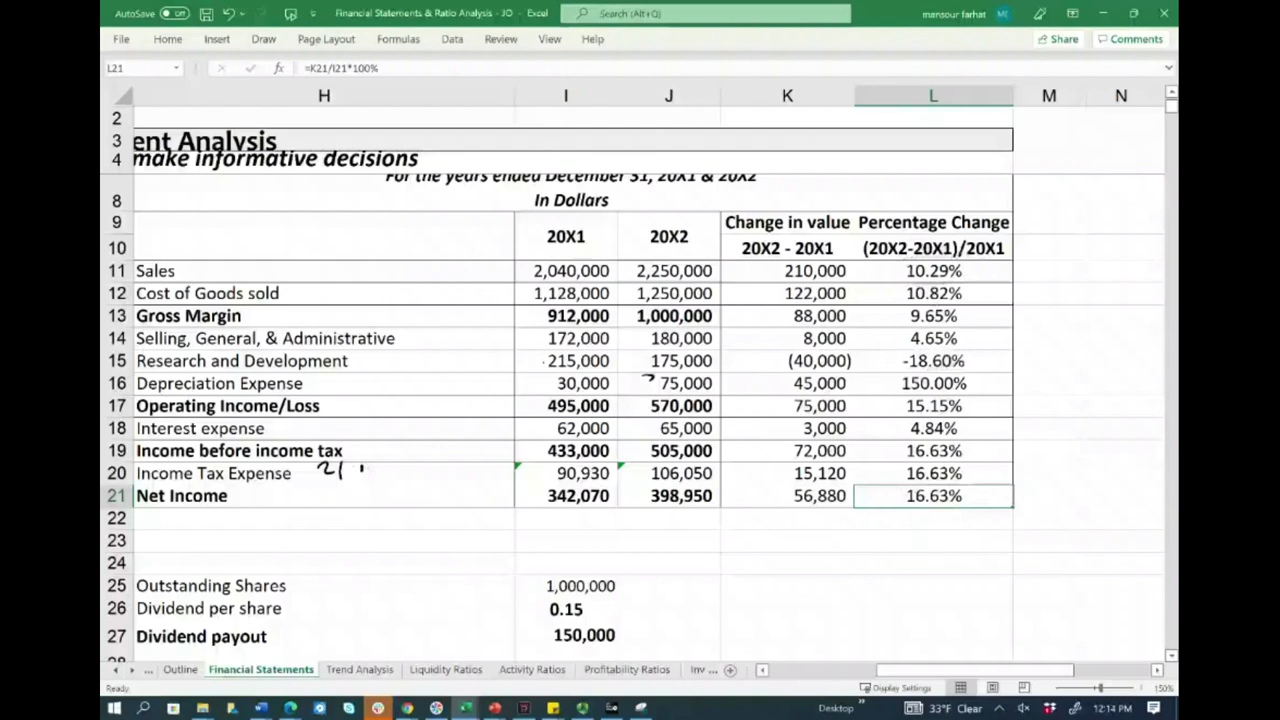 AutoSave Off Financial Statements & Ratio Analysis - JO - Excel Search (Alt+Q) mansour farhat MF
File Home Insert Draw Page Layout Formulas Data Review View Help Share Comments
L21 fx =K21/I21*100%
H I J K L M N
2
3 ent Analysis
4 make informative decisions
For the years ended December 31, 20X1 & 20X2
8 In Dollars
9 20X1 20X2 Change in value Percentage Change
10 20X2 - 20X1 (20X2-20X1)/20X1
11 Sales 2,040,000 2,250,000 210,000 10.29%
12 Cost of Goods sold 1,128,000 1,250,000 122,000 10.82%
13 Gross Margin 912,000 1,000,000 88,000 9.65%
14 Selling, General, & Administrative 172,000 180,000 8,000 4.65%
15 Research and Development 215,000 175,000 (40,000) -18.60%
16 Depreciation Expense 30,000 75,000 45,000 150.00%
17 Operating Income/Loss 495,000 570,000 75,000 15.15%
18 Interest expense 62,000 65,000 3,000 4.84%
19 Income before income tax 433,000 505,000 72,000 16.63%
20 Income Tax Expense 21 90,930 106,050 15,120 16.63%
21 Net Income 342,070 398,950 56,880 16.63%
22
23
24
25 Outstanding Shares 1,000,000
26 Dividend per share 0.15
27 Dividend payout 150,000
... Outline Financial Statements Trend Analysis Liquidity Ratios Activity Ratios Profitability Ratios Inv ...
Ready Display Settings 150%
Desktop 33°F Clear 12:14 PM